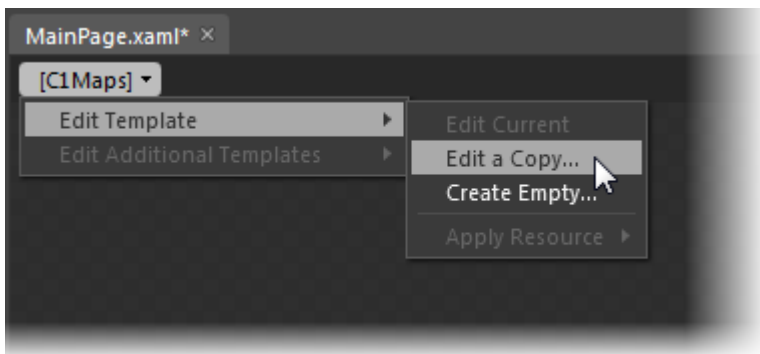 MainPage.xaml* ×
[C1Maps]
Edit Template
Edit Additional Templates
Edit Current
Edit a Copy...
Create Empty...
Apply Resource